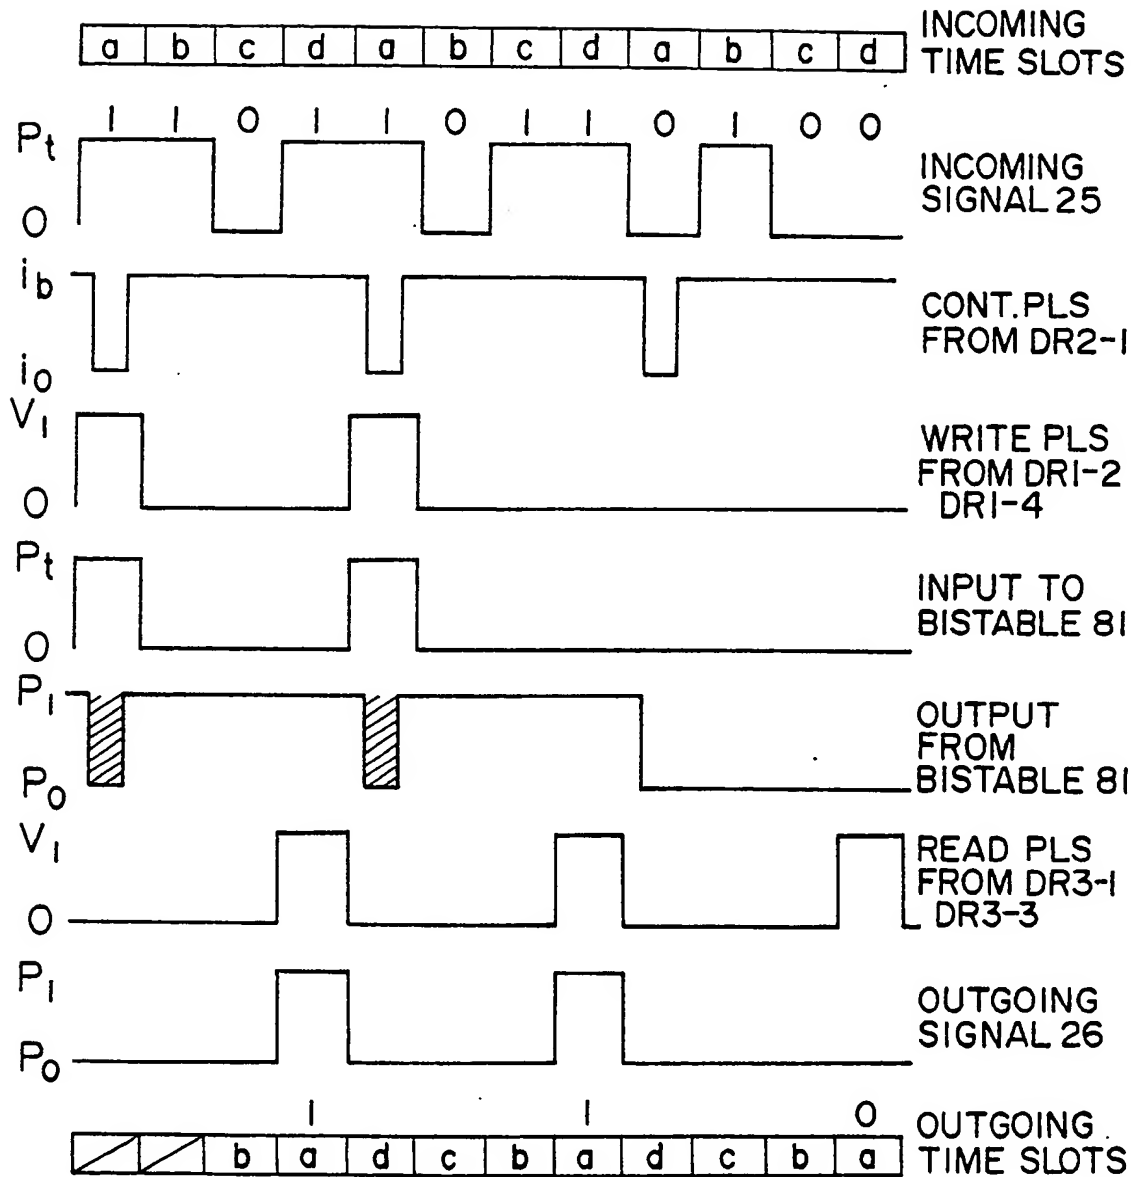 a b c d a b c d a b c d
INCOMING
TIME SLOTS
1 1 0 1 1 0 1 1 0 1 0 0
Pt
0
INCOMING
SIGNAL 25
ib
io
CONT. PLS
FROM DR2-1
V1
0
WRITE PLS
FROM DR1-2
DR1-4
Pt
0
INPUT TO
BISTABLE 81
P1
Po
OUTPUT
FROM
BISTABLE 81
V1
0
READ PLS
FROM DR3-1
DR3-3
P1
Po
OUTGOING
SIGNAL 26
1 1 0
b a d c b a d c b a
OUTGOING
TIME SLOTS